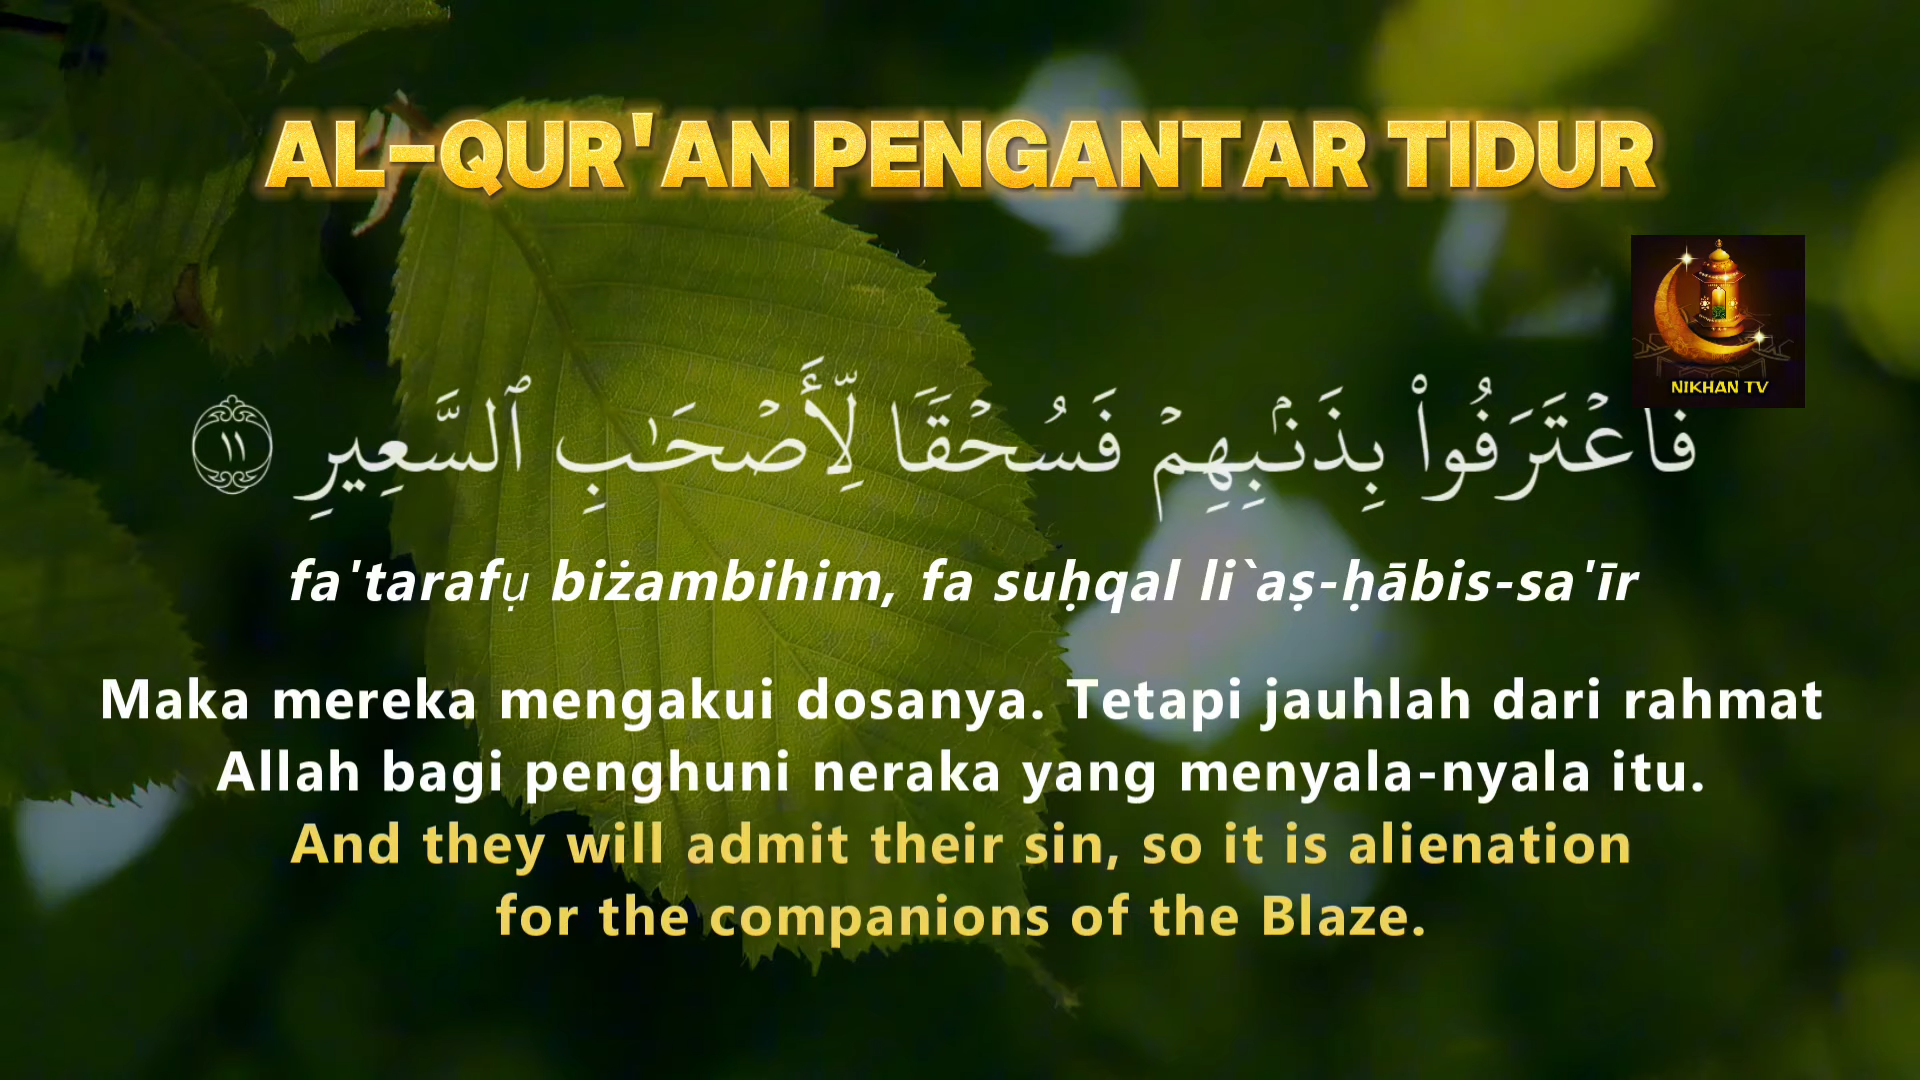 AL-QUR'AN PENGANTAR TIDUR
NIKHAN TV
فَاعْتَرَفُوا۟ بِذَنۢبِهِمْ فَسُحْقًا لِّأَصْحَـٰبِ ٱلسَّعِيرِ ١١
fa'tarafụ biżambihim, fa suḥqal li`aṣ-ḥābis-sa'īr
Maka mereka mengakui dosanya. Tetapi jauhlah dari rahmat
Allah bagi penghuni neraka yang menyala-nyala itu.
And they will admit their sin, so it is alienation
for the companions of the Blaze.